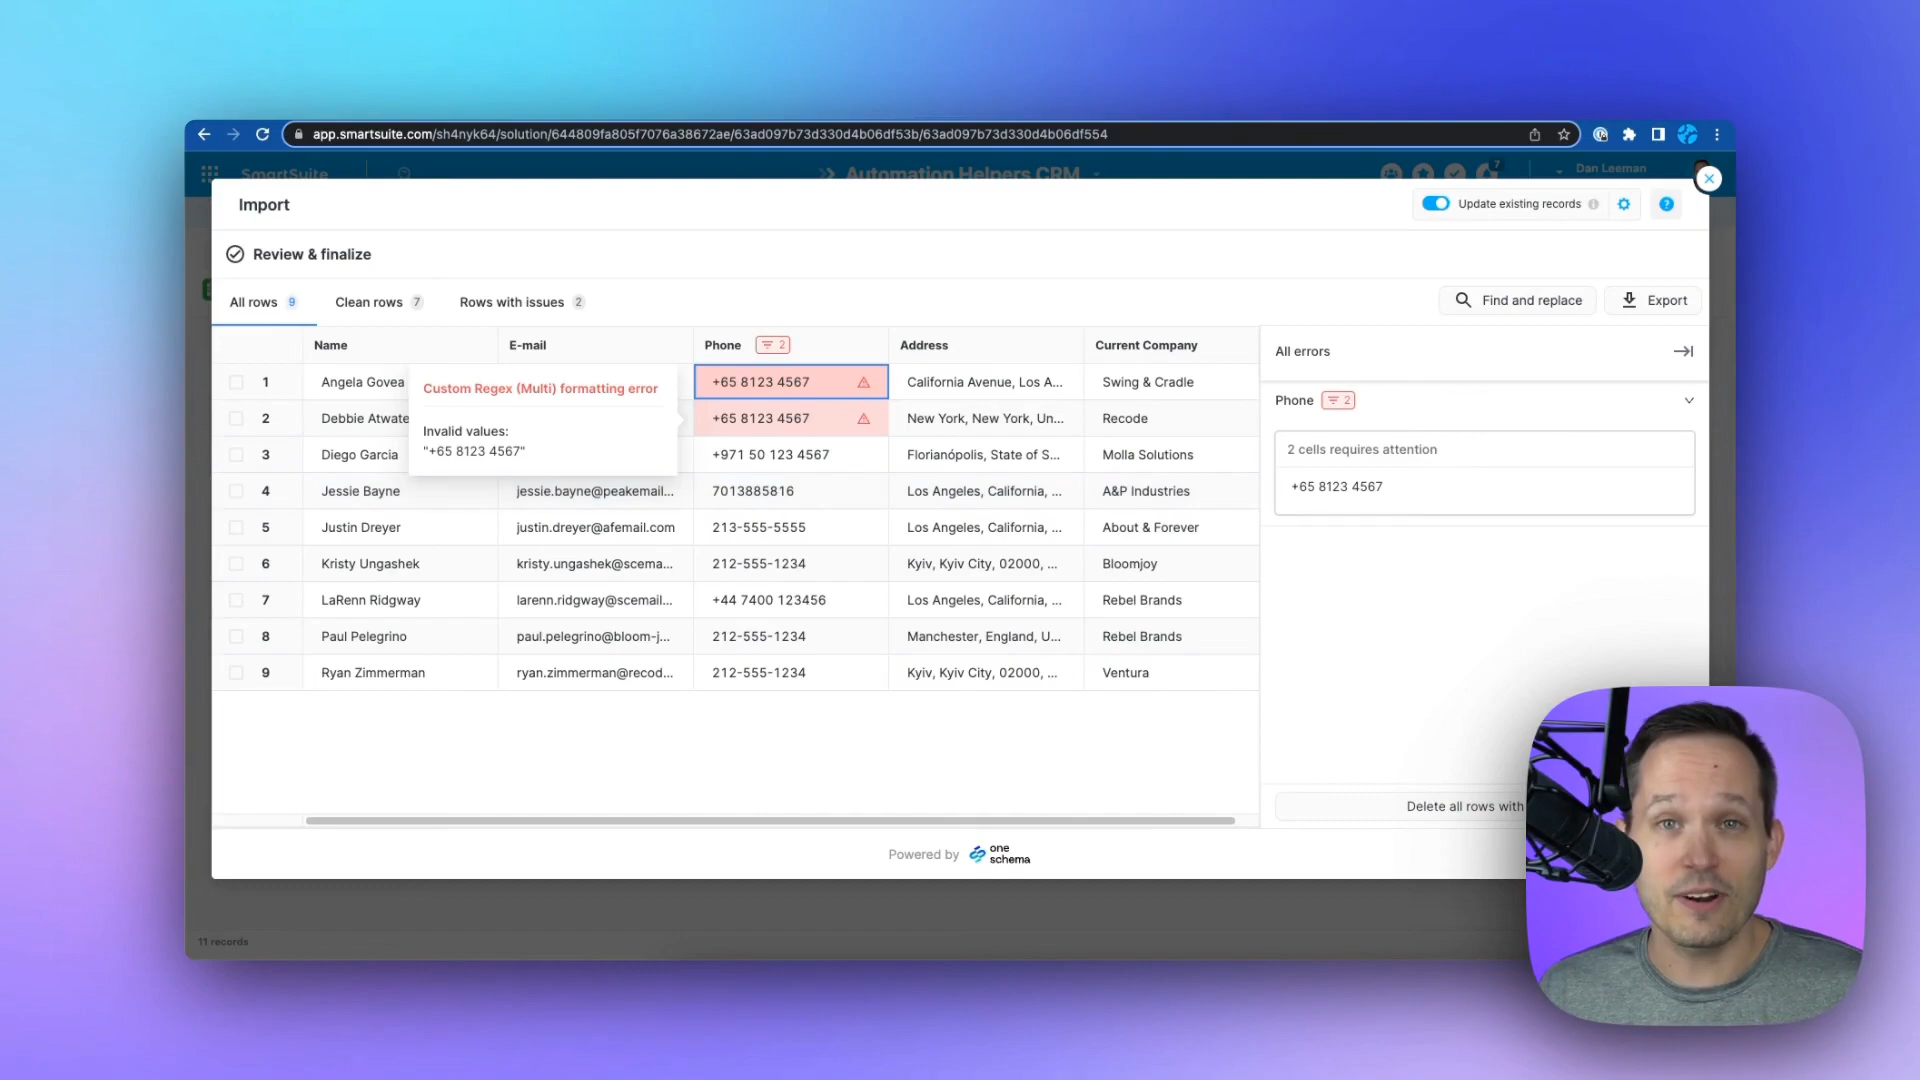 app.smartsuite.com/sh4nyk64/solution/644809fa805f7076a38672ae/63ad097b73d330d4b06df53b/63ad097b73d330d4b06df554
SmartSuite
Automation Helpers CRM
7
Dan Leeman
Import
Update existing records
Review & finalize
All rows 9
Clean rows 7
Rows with issues 2
Find and replace
Export
Name E-mail Phone 2 Address Current Company
1 Angela Govea +65 8123 4567 California Avenue, Los A... Swing & Cradle
2 Debbie Atwate +65 8123 4567 New York, New York, Un... Recode
3 Diego Garcia +971 50 123 4567 Florianópolis, State of S... Molla Solutions
4 Jessie Bayne jessie.bayne@peakemail... 7013885816 Los Angeles, California, ... A&P Industries
5 Justin Dreyer justin.dreyer@afemail.com 213-555-5555 Los Angeles, California, ... About & Forever
6 Kristy Ungashek kristy.ungashek@scema... 212-555-1234 Kyiv, Kyiv City, 02000, ... Bloomjoy
7 LaRenn Ridgway larenn.ridgway@scemail... +44 7400 123456 Los Angeles, California, ... Rebel Brands
8 Paul Pelegrino paul.pelegrino@bloom-j... 212-555-1234 Manchester, England, U... Rebel Brands
9 Ryan Zimmerman ryan.zimmerman@recod... 212-555-1234 Kyiv, Kyiv City, 02000, ... Ventura
Custom Regex (Multi) formatting error
Invalid values:
"+65 8123 4567"
All errors
Phone 2
2 cells requires attention
+65 8123 4567
Delete all rows with
Powered by one schema
11 records